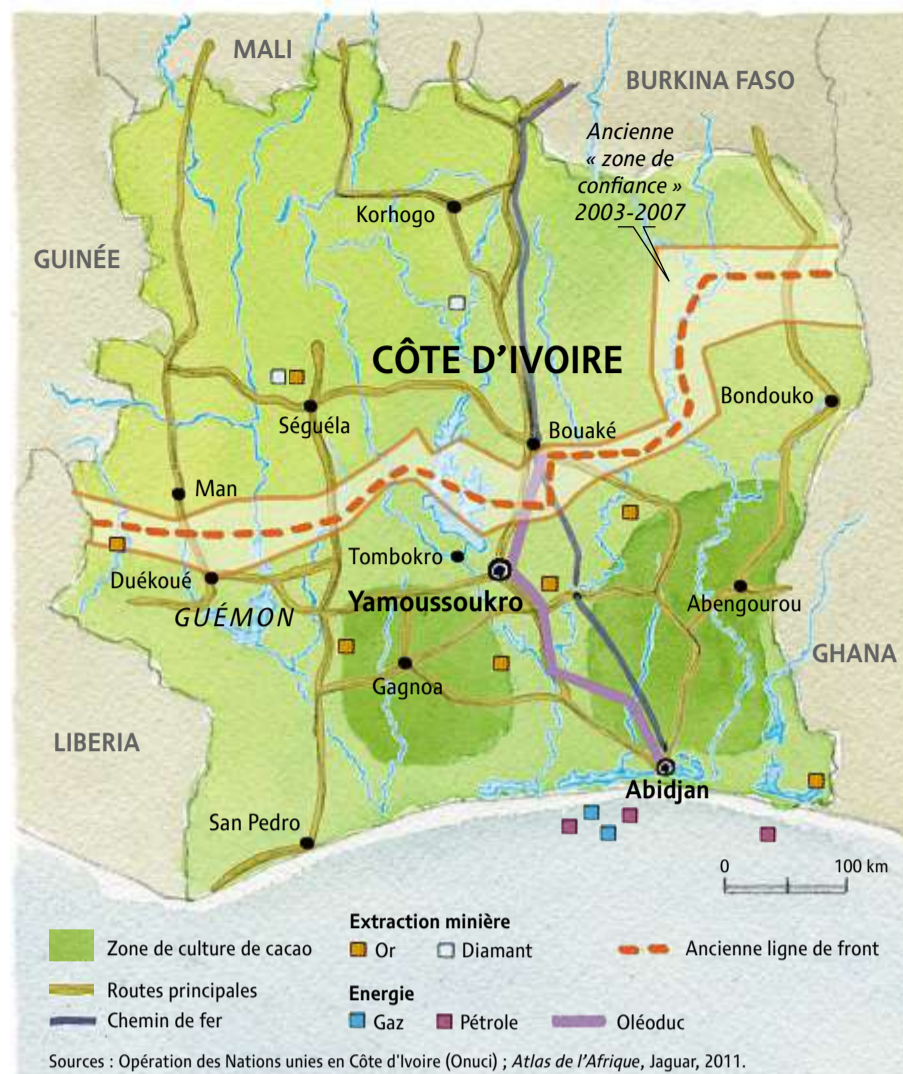 MALI
BURKINA FASO
Ancienne
« zone de
confiance »
2003-2007
Korhogo
GUINÉE
CÔTE D'IVOIRE
Séguéla
Bondouko
Bouaké
Man
Tombokro
Duékoué
GUÉMON
Yamoussoukro
Abengourou
GHANA
Gagnoa
LIBERIA
Abidjan
San Pedro
0 100 km
Zone de culture de cacao
Routes principales
Chemin de fer
Extraction minière
Or Diamant
Energie
Gaz Pétrole Oléoduc
Ancienne ligne de front
Sources : Opération des Nations unies en Côte d'Ivoire (Onuci) ; Atlas de l'Afrique, Jaguar, 2011.